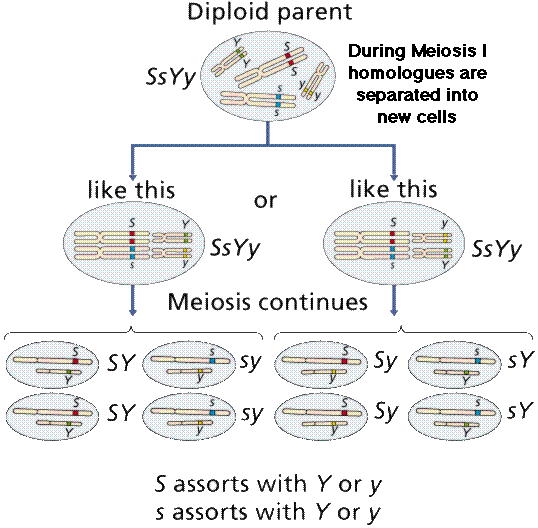 Diploid parent
SsYy
Y
Y
S
S
y
y
s
s
During Meiosis I
homologues are
separated into
new cells
like this
or
like this
S Y
s y
SsYy
S y
s Y
SsYy
Meiosis continues
S
Y
SY
s
y
sy
S
y
Sy
s
Y
sY
S
Y
SY
s
y
sy
S
y
Sy
s
Y
sY
S assorts with Y or y
s assorts with Y or y